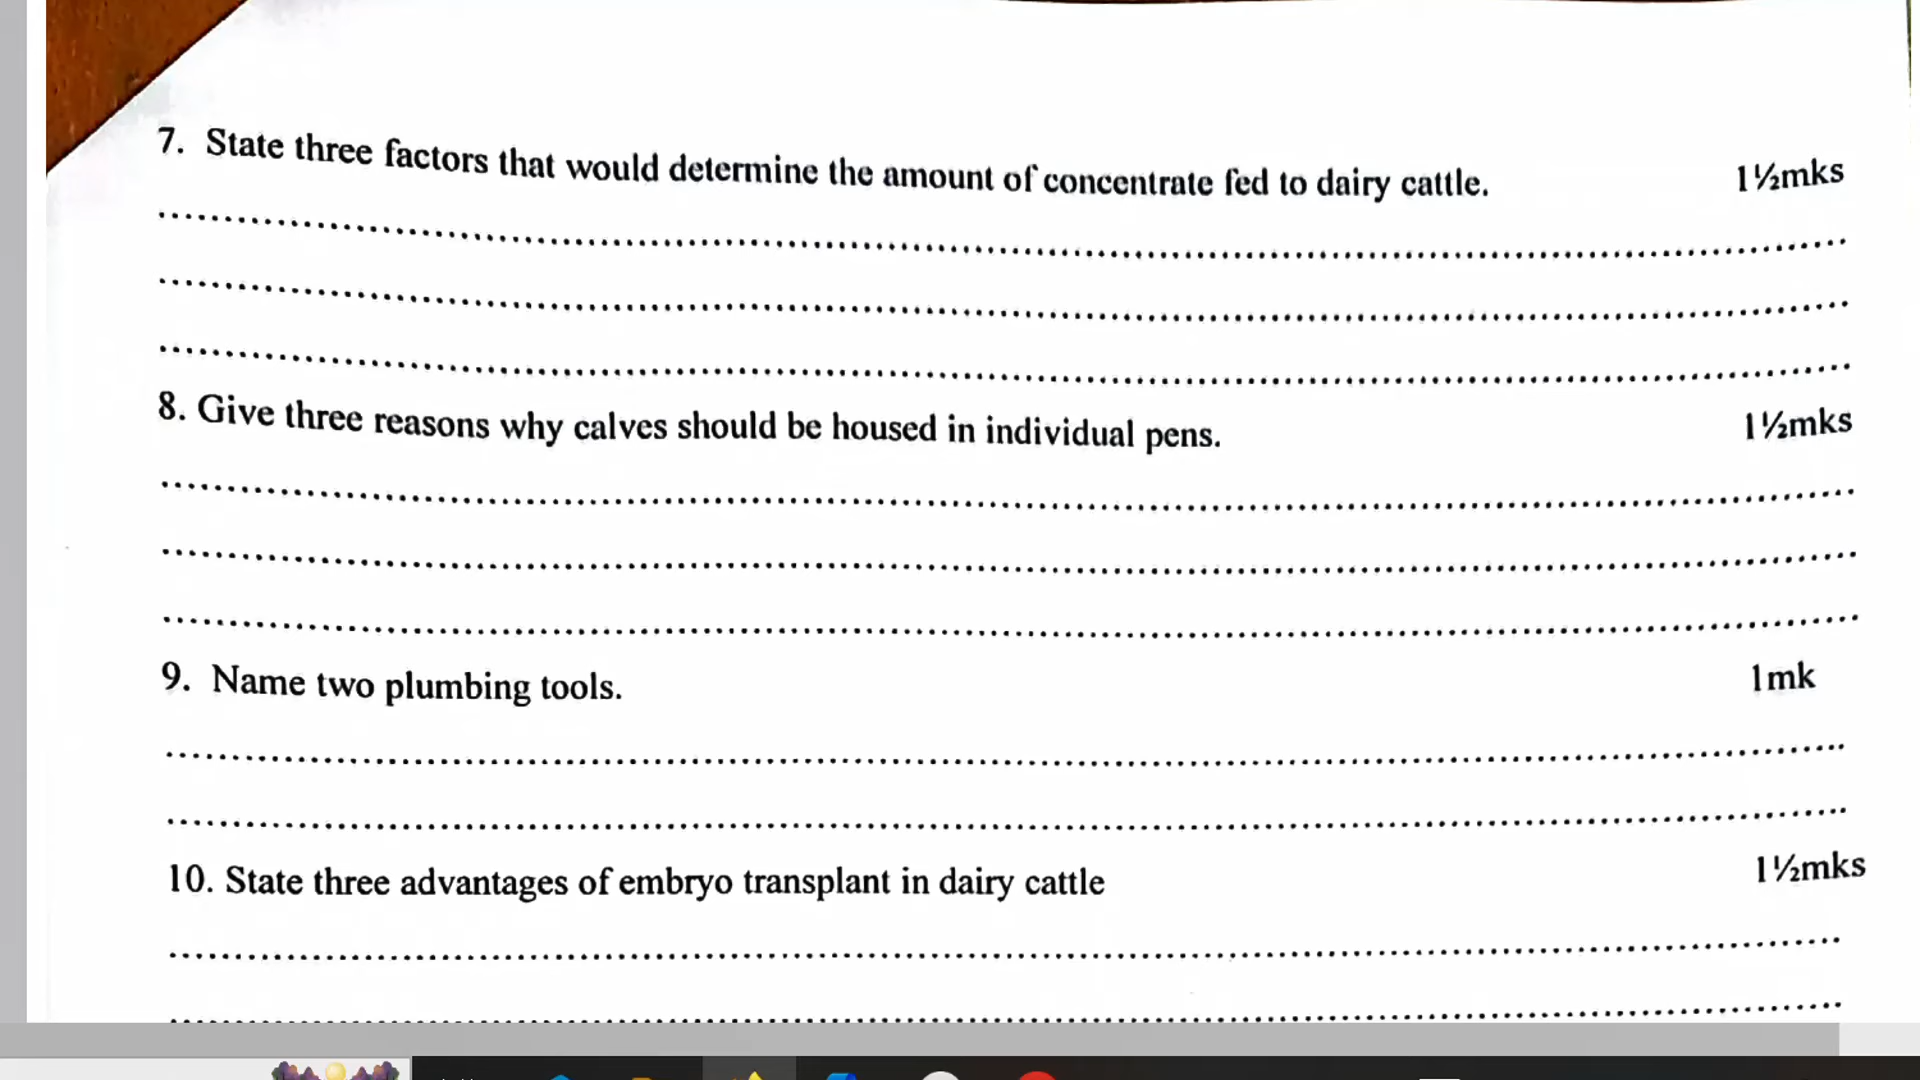 7. State three factors that would determine the amount of concentrate fed to dairy cattle. 1½mks
8. Give three reasons why calves should be housed in individual pens. 1½mks
9. Name two plumbing tools. 1mk
10. State three advantages of embryo transplant in dairy cattle 1½mks